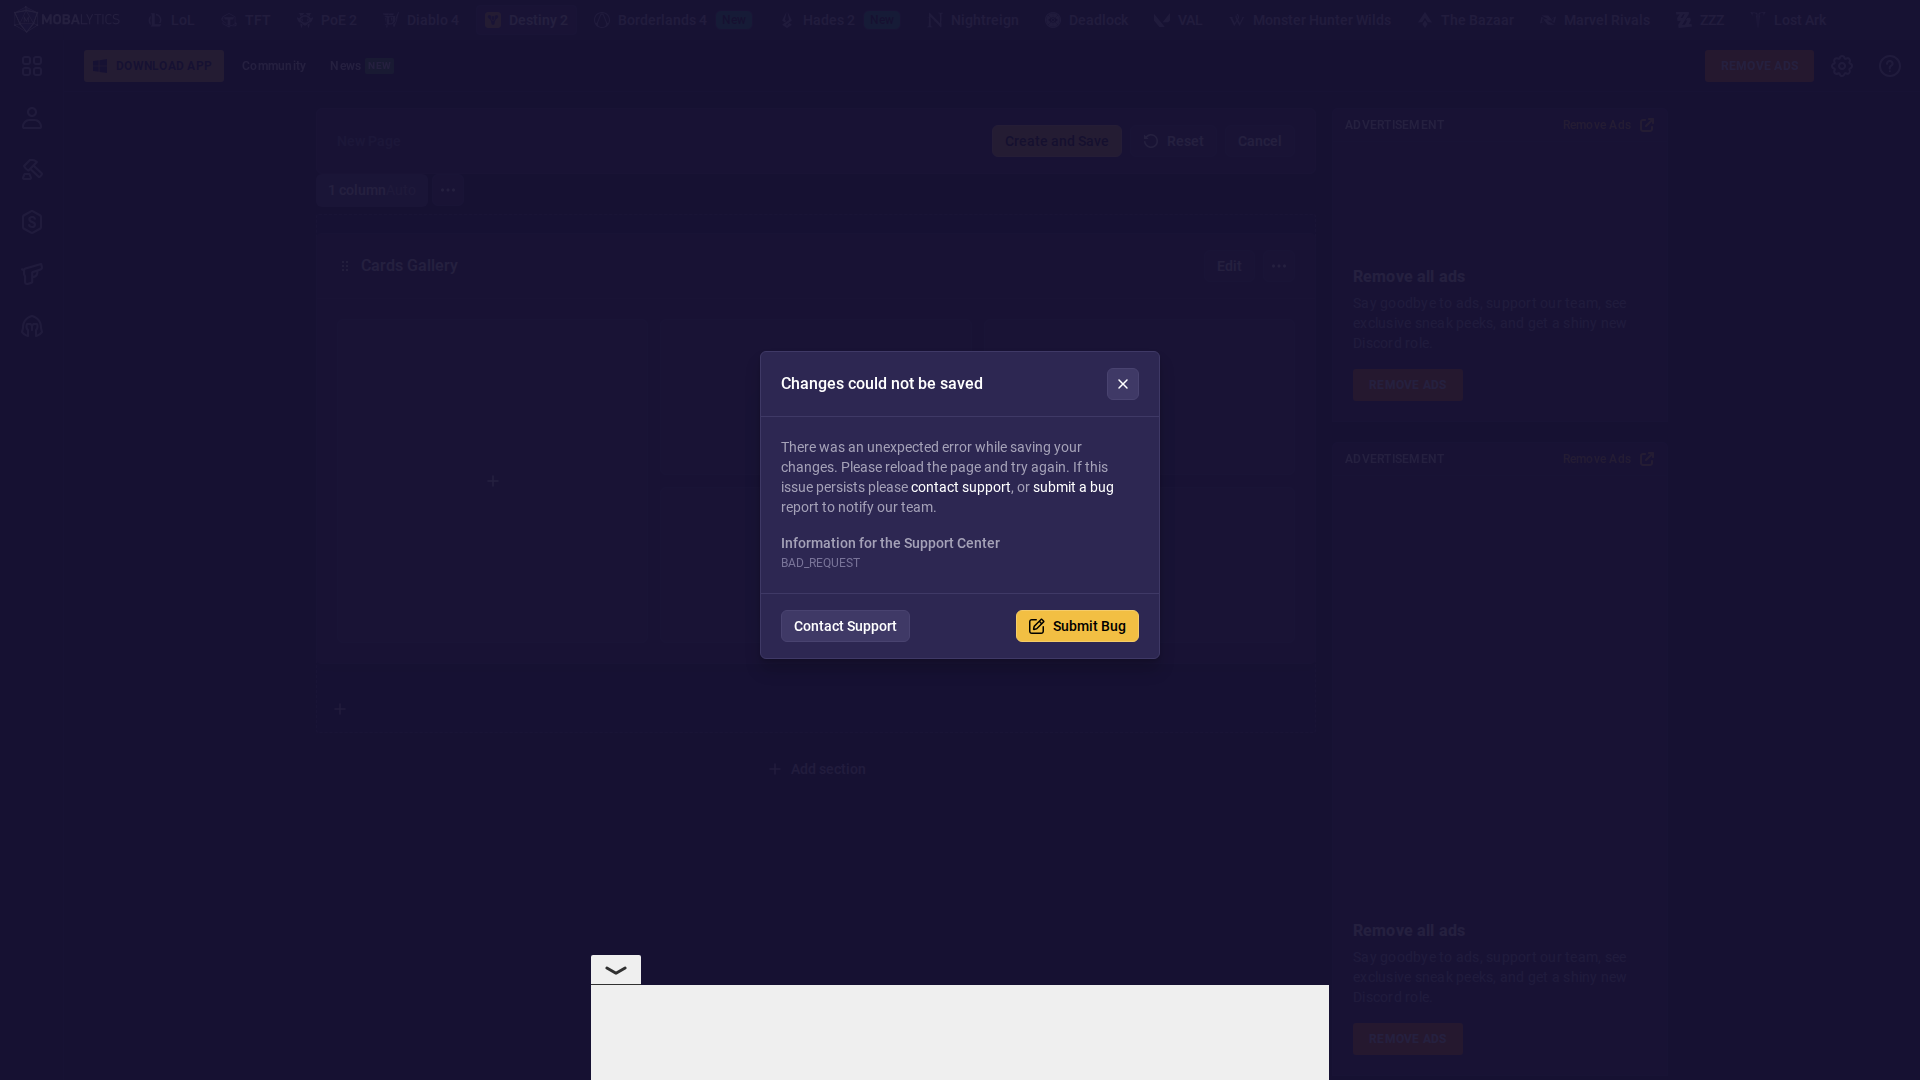 MOBALYTICS
LoL
TFT
PoE 2
Diablo 4
Destiny 2
Borderlands 4 New
Hades 2 New
Nightreign
Deadlock
VAL
Monster Hunter Wilds
The Bazaar
Marvel Rivals
ZZZ
Lost Ark
DOWNLOAD APP
Community
News NEW
REMOVE ADS
New Page
Create and Save
Reset
Cancel
1 column Auto
Cards Gallery
Edit
ADVERTISEMENT
Remove Ads
Remove all ads
Say goodbye to ads, support our team, see
exclusive sneak peeks, and get a shiny new
Discord role.
REMOVE ADS
Changes could not be saved
There was an unexpected error while saving your
changes. Please reload the page and try again. If this
issue persists please contact support, or submit a bug
report to notify our team.
Information for the Support Center
BAD_REQUEST
Contact Support
Submit Bug
ADVERTISEMENT
Remove Ads
Add section
Remove all ads
Say goodbye to ads, support our team, see
exclusive sneak peeks, and get a shiny new
Discord role.
REMOVE ADS